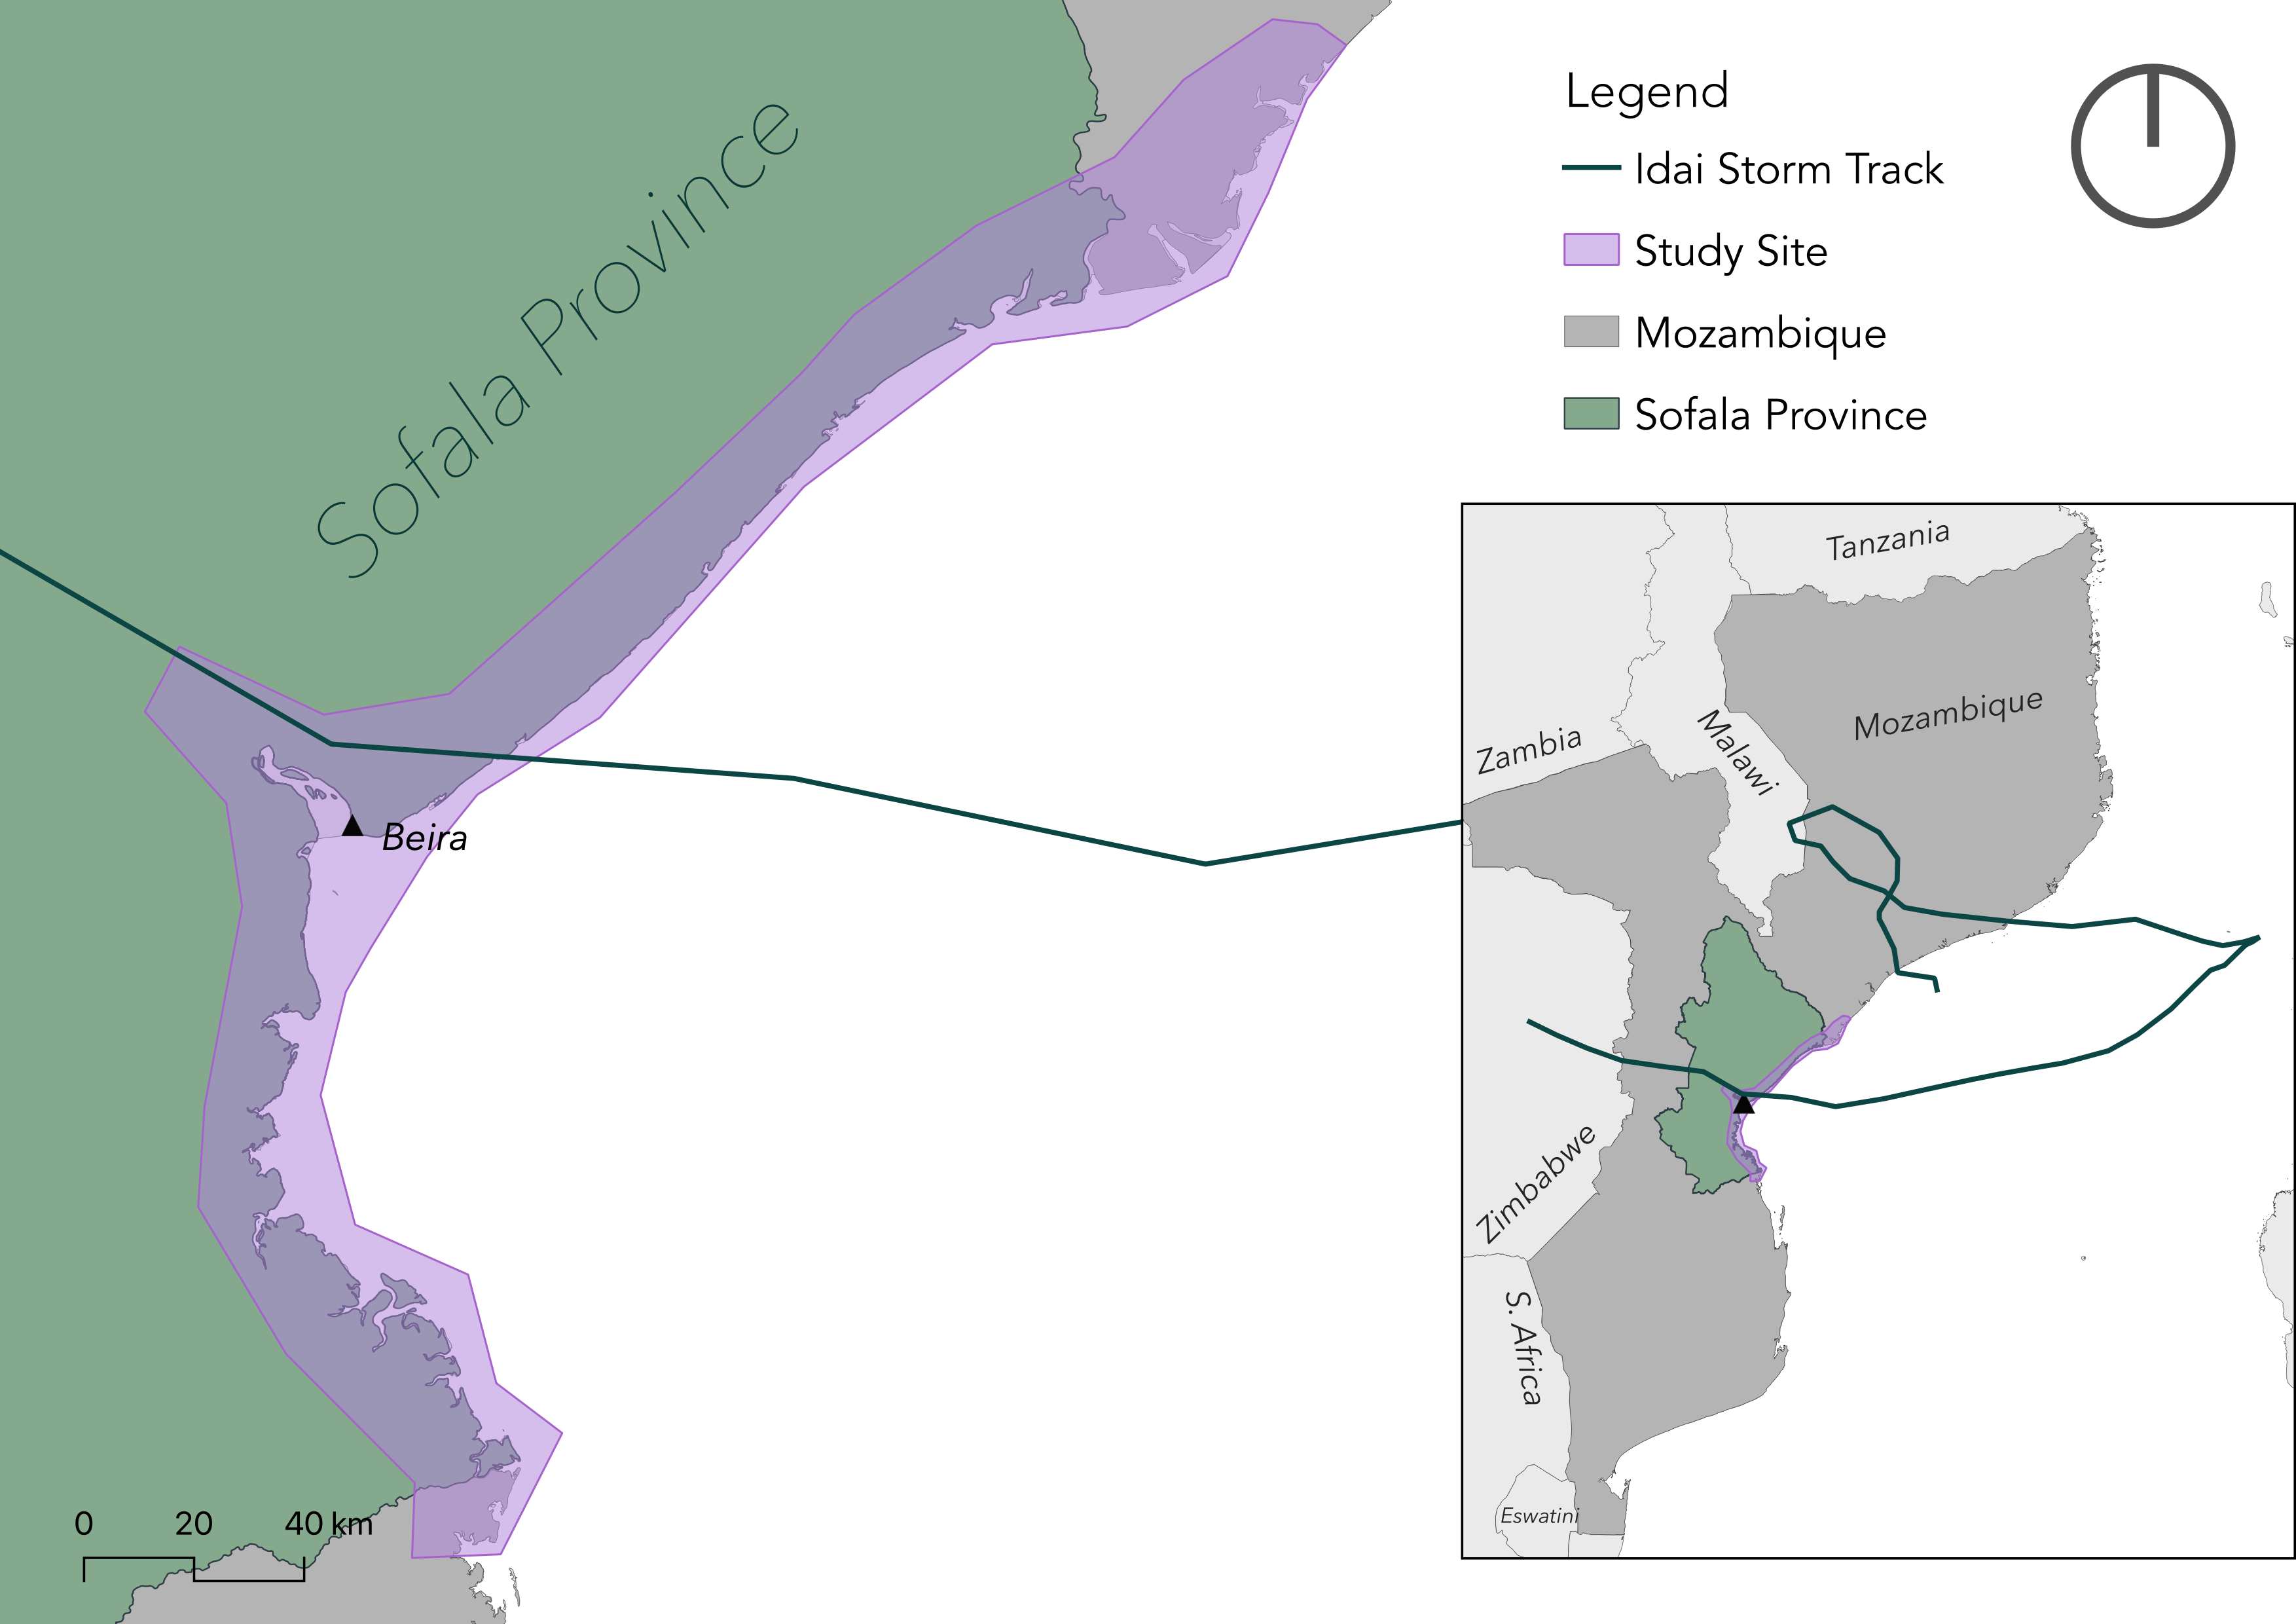 Sofala Province
Beira
0 20 40 km
Legend
Idai Storm Track
Study Site
Mozambique
Sofala Province
Tanzania
Mozambique
Malawi
Zambia
Zimbabwe
S. Africa
Eswatini